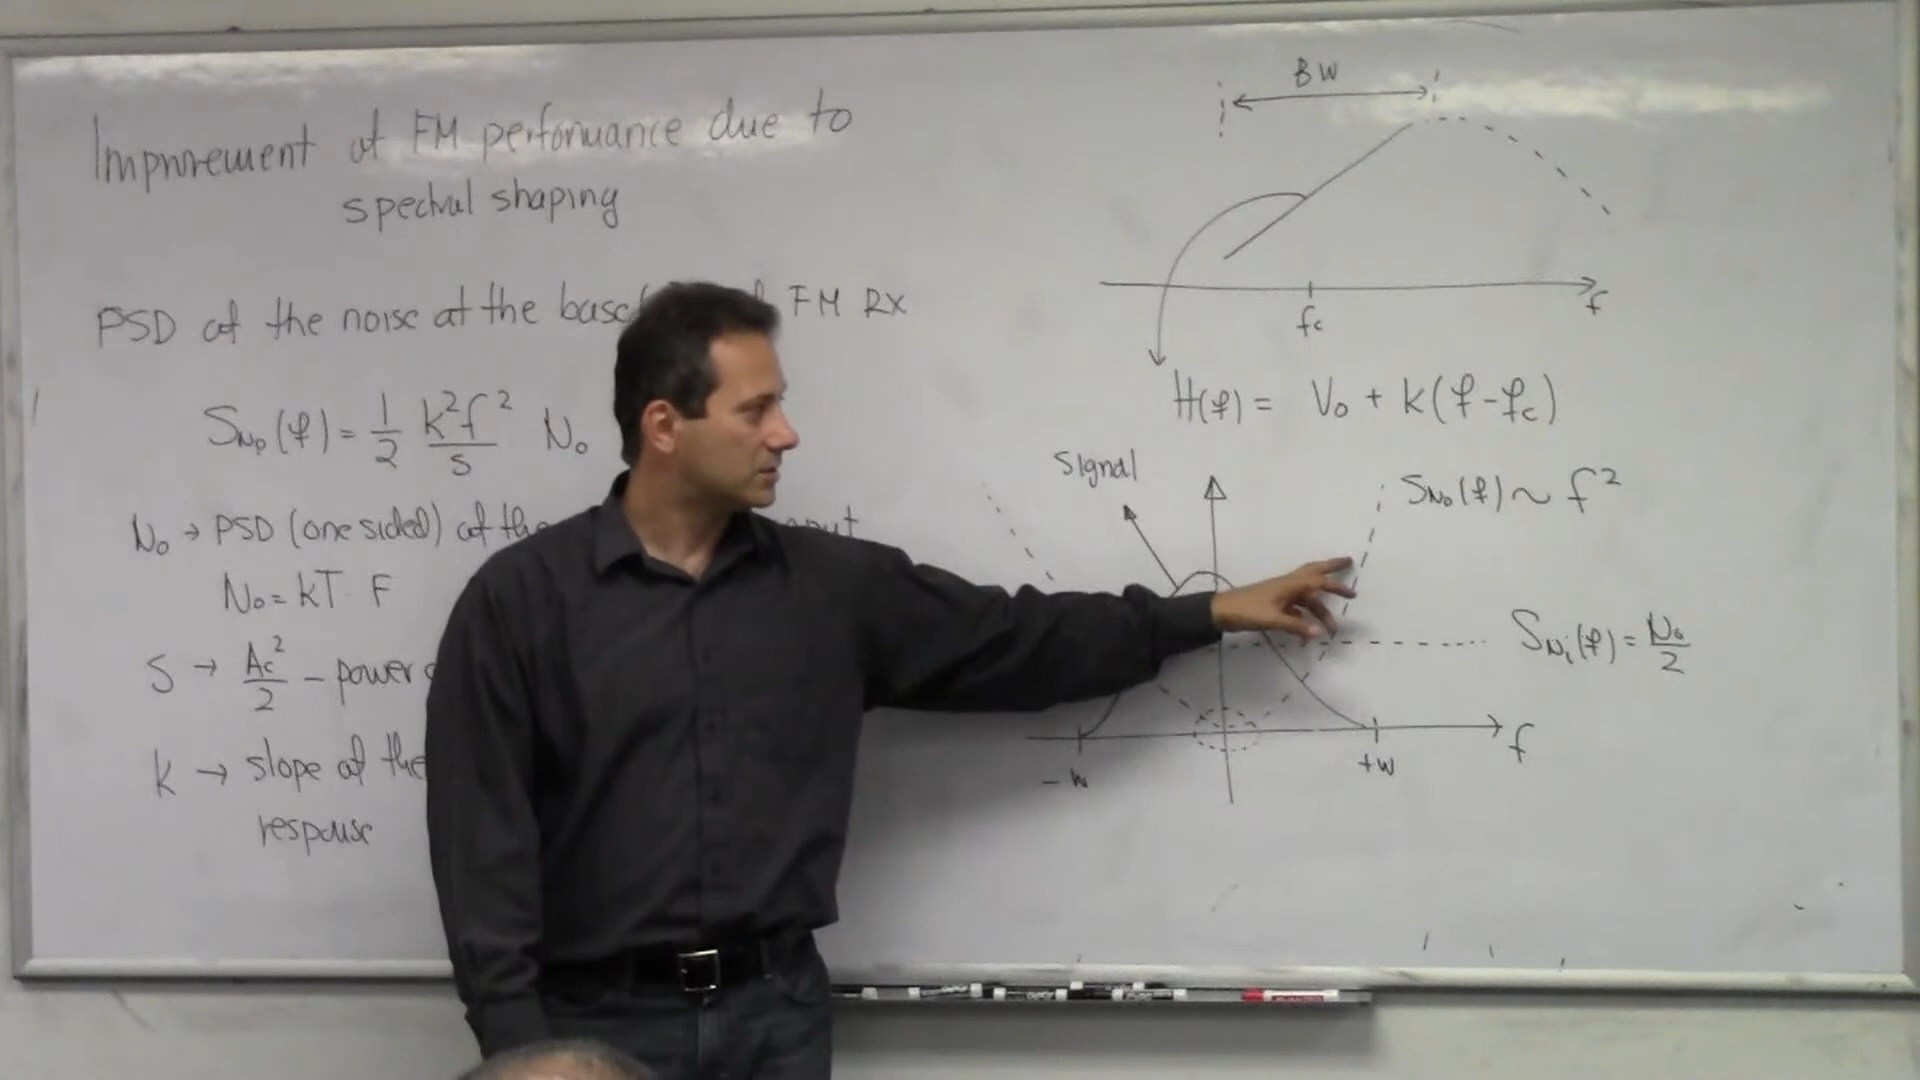 Improvement of FM performance due to
spectral shaping
PSD of the noise at the FM RX
S_No(f) = 1/2 k²f²/S N₀
N₀ → PSD (one sided) of the
N₀ = kT F
S → Ac²/2 – power
k → slope of the
response
BW
fc
f
H(f) = V₀ + k(f-fc)
Signal
S_No(f) ~ f²
S_Ni(f) = N₀/2
-w
+w
f